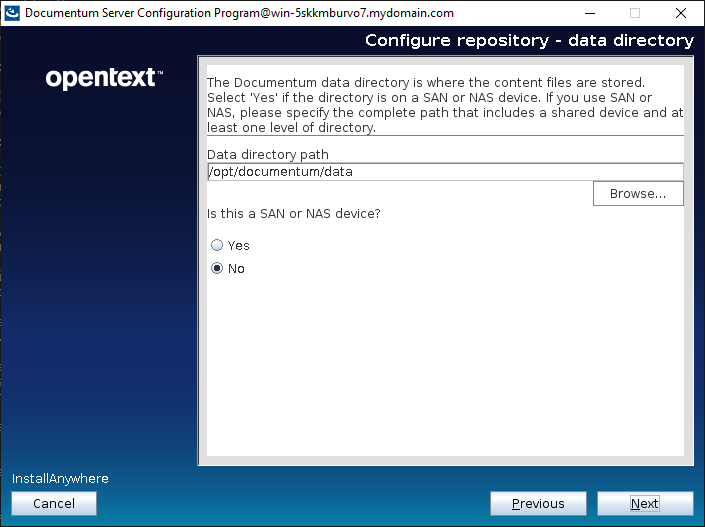 Documentum Server Configuration Program@win-5skkmburvo7.mydomain.com
Configure repository - data directory
opentext™
The Documentum data directory is where the content files are stored.
Select 'Yes' if the directory is on a SAN or NAS device. If you use SAN or
NAS, please specify the complete path that includes a shared device and at
least one level of directory.
Data directory path
/opt/documentum/data
Browse...
Is this a SAN or NAS device?
Yes
No
InstallAnywhere
Cancel
Previous
Next